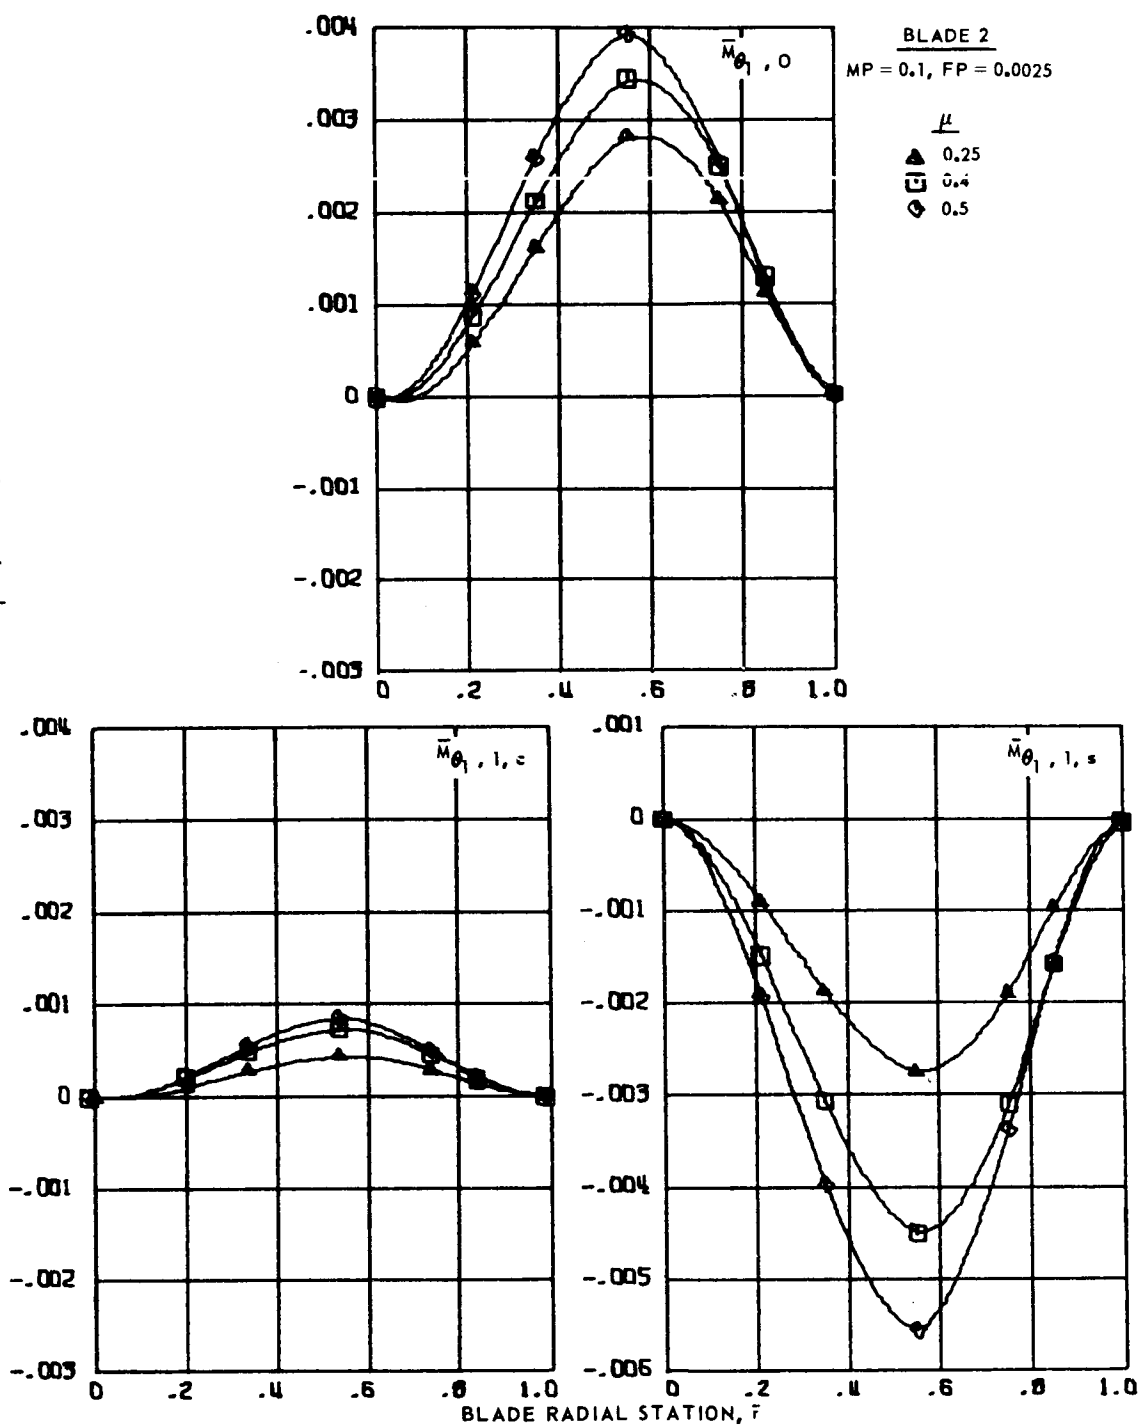 M̄θ₁ , 0
BLADE 2
MP = 0.1, FP = 0.0025
μ
0.25
0.4
0.5
.004
.003
.002
.001
0
-.001
-.002
-.003
0 .2 .4 .6 .8 1.0
M̄θ₁ , 1, c
.004
.003
.002
.001
0
-.001
-.002
-.003
0 .2 .4 .6 .8 1.0
M̄θ₁ , 1, s
.001
0
-.001
-.002
-.003
-.004
-.005
-.006
0 .2 .4 .6 .8 1.0
BLADE RADIAL STATION, r̄